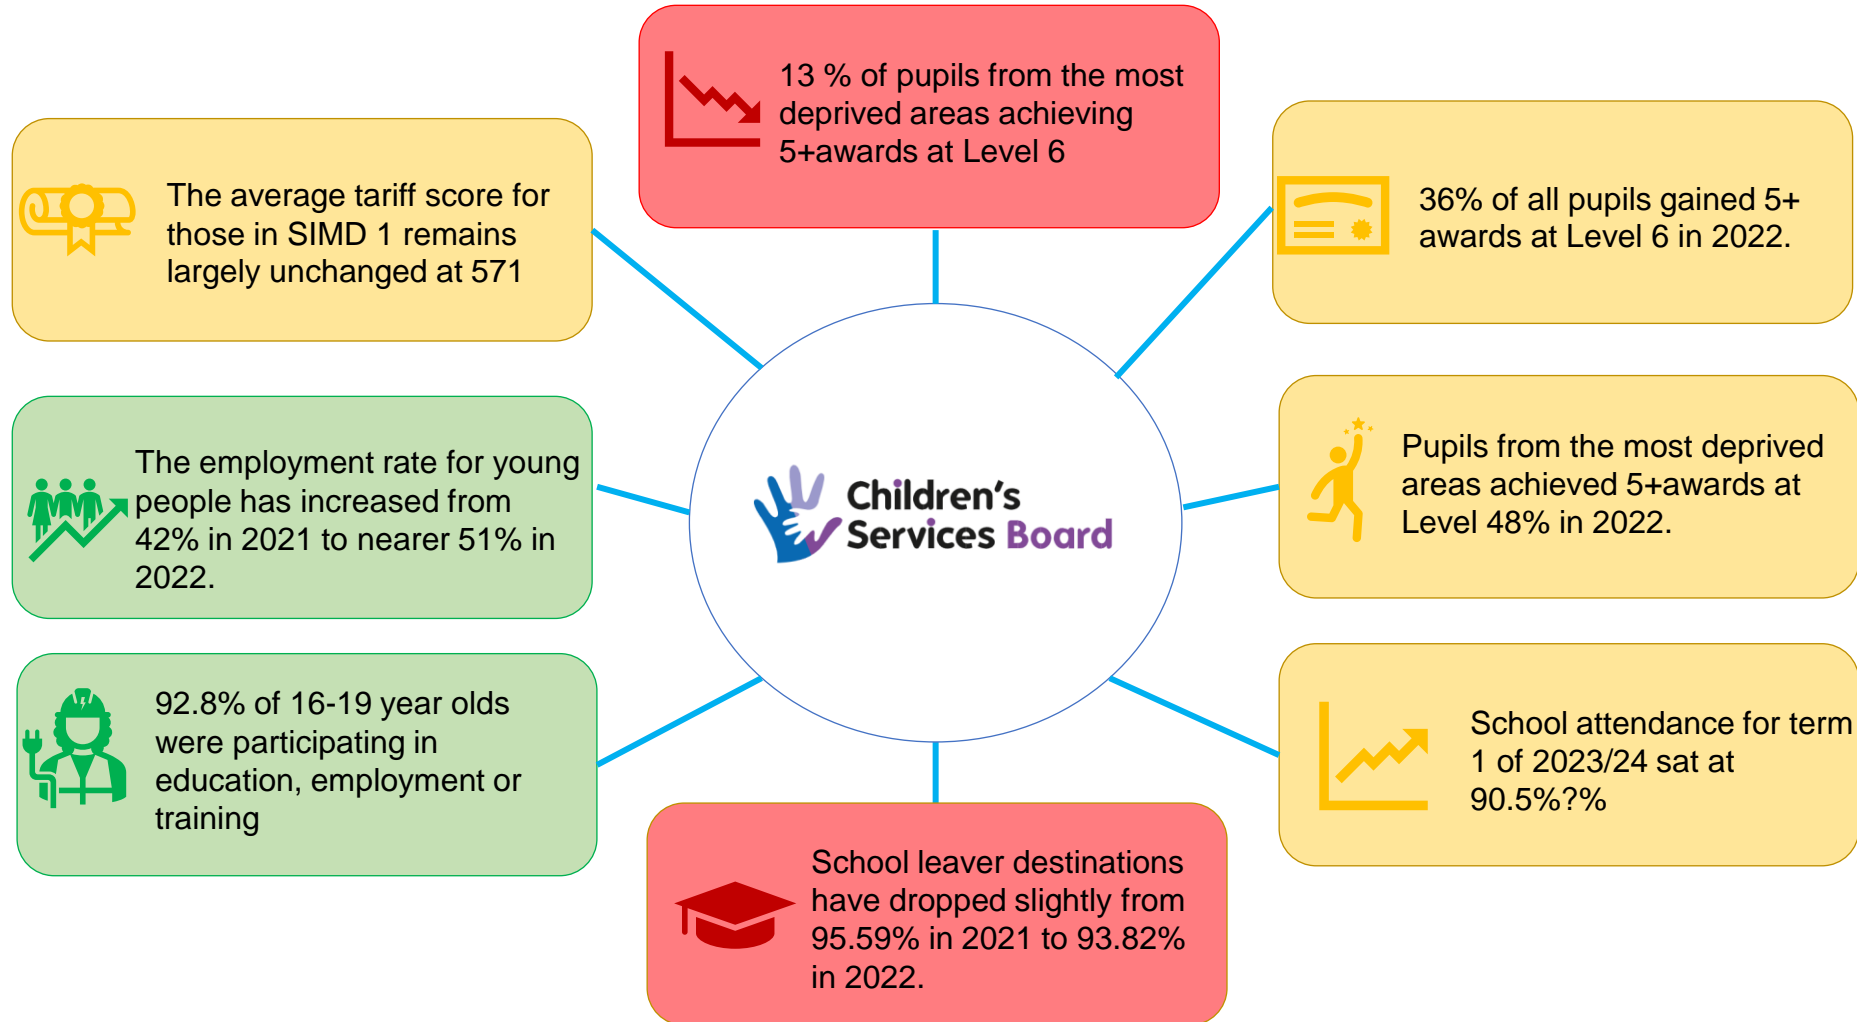 13 % of pupils from the most
deprived areas achieving
5+awards at Level 6
The average tariff score for
those in SIMD 1 remains
largely unchanged at 571
36% of all pupils gained 5+
awards at Level 6 in 2022.
The employment rate for young
people has increased from
42% in 2021 to nearer 51% in
2022.
Children's
Services Board
Pupils from the most deprived
areas achieved 5+awards at
Level 48% in 2022.
92.8% of 16-19 year olds
were participating in
education, employment or
training
School attendance for term
1 of 2023/24 sat at
90.5%?%
School leaver destinations
have dropped slightly from
95.59% in 2021 to 93.82%
in 2022.